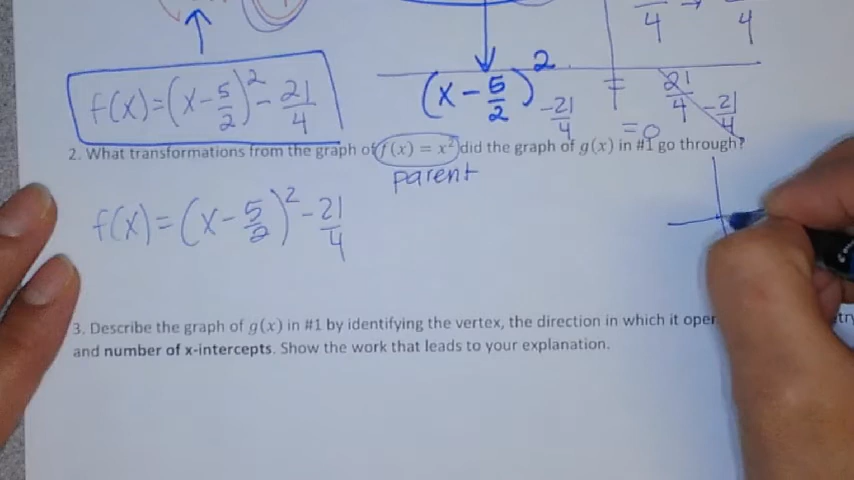 4 → 4
f(x)=(x-5/2)²-21/4
(x-5/2)²-21/4 = 21/4 -21/4
=0
2. What transformations from the graph of f(x) = x² did the graph of g(x) in #1 go through?
parent
f(x)=(x-5/2)²-21/4
3. Describe the graph of g(x) in #1 by identifying the vertex, the direction in which it
and number of x-intercepts. Show the work that leads to your explanation.